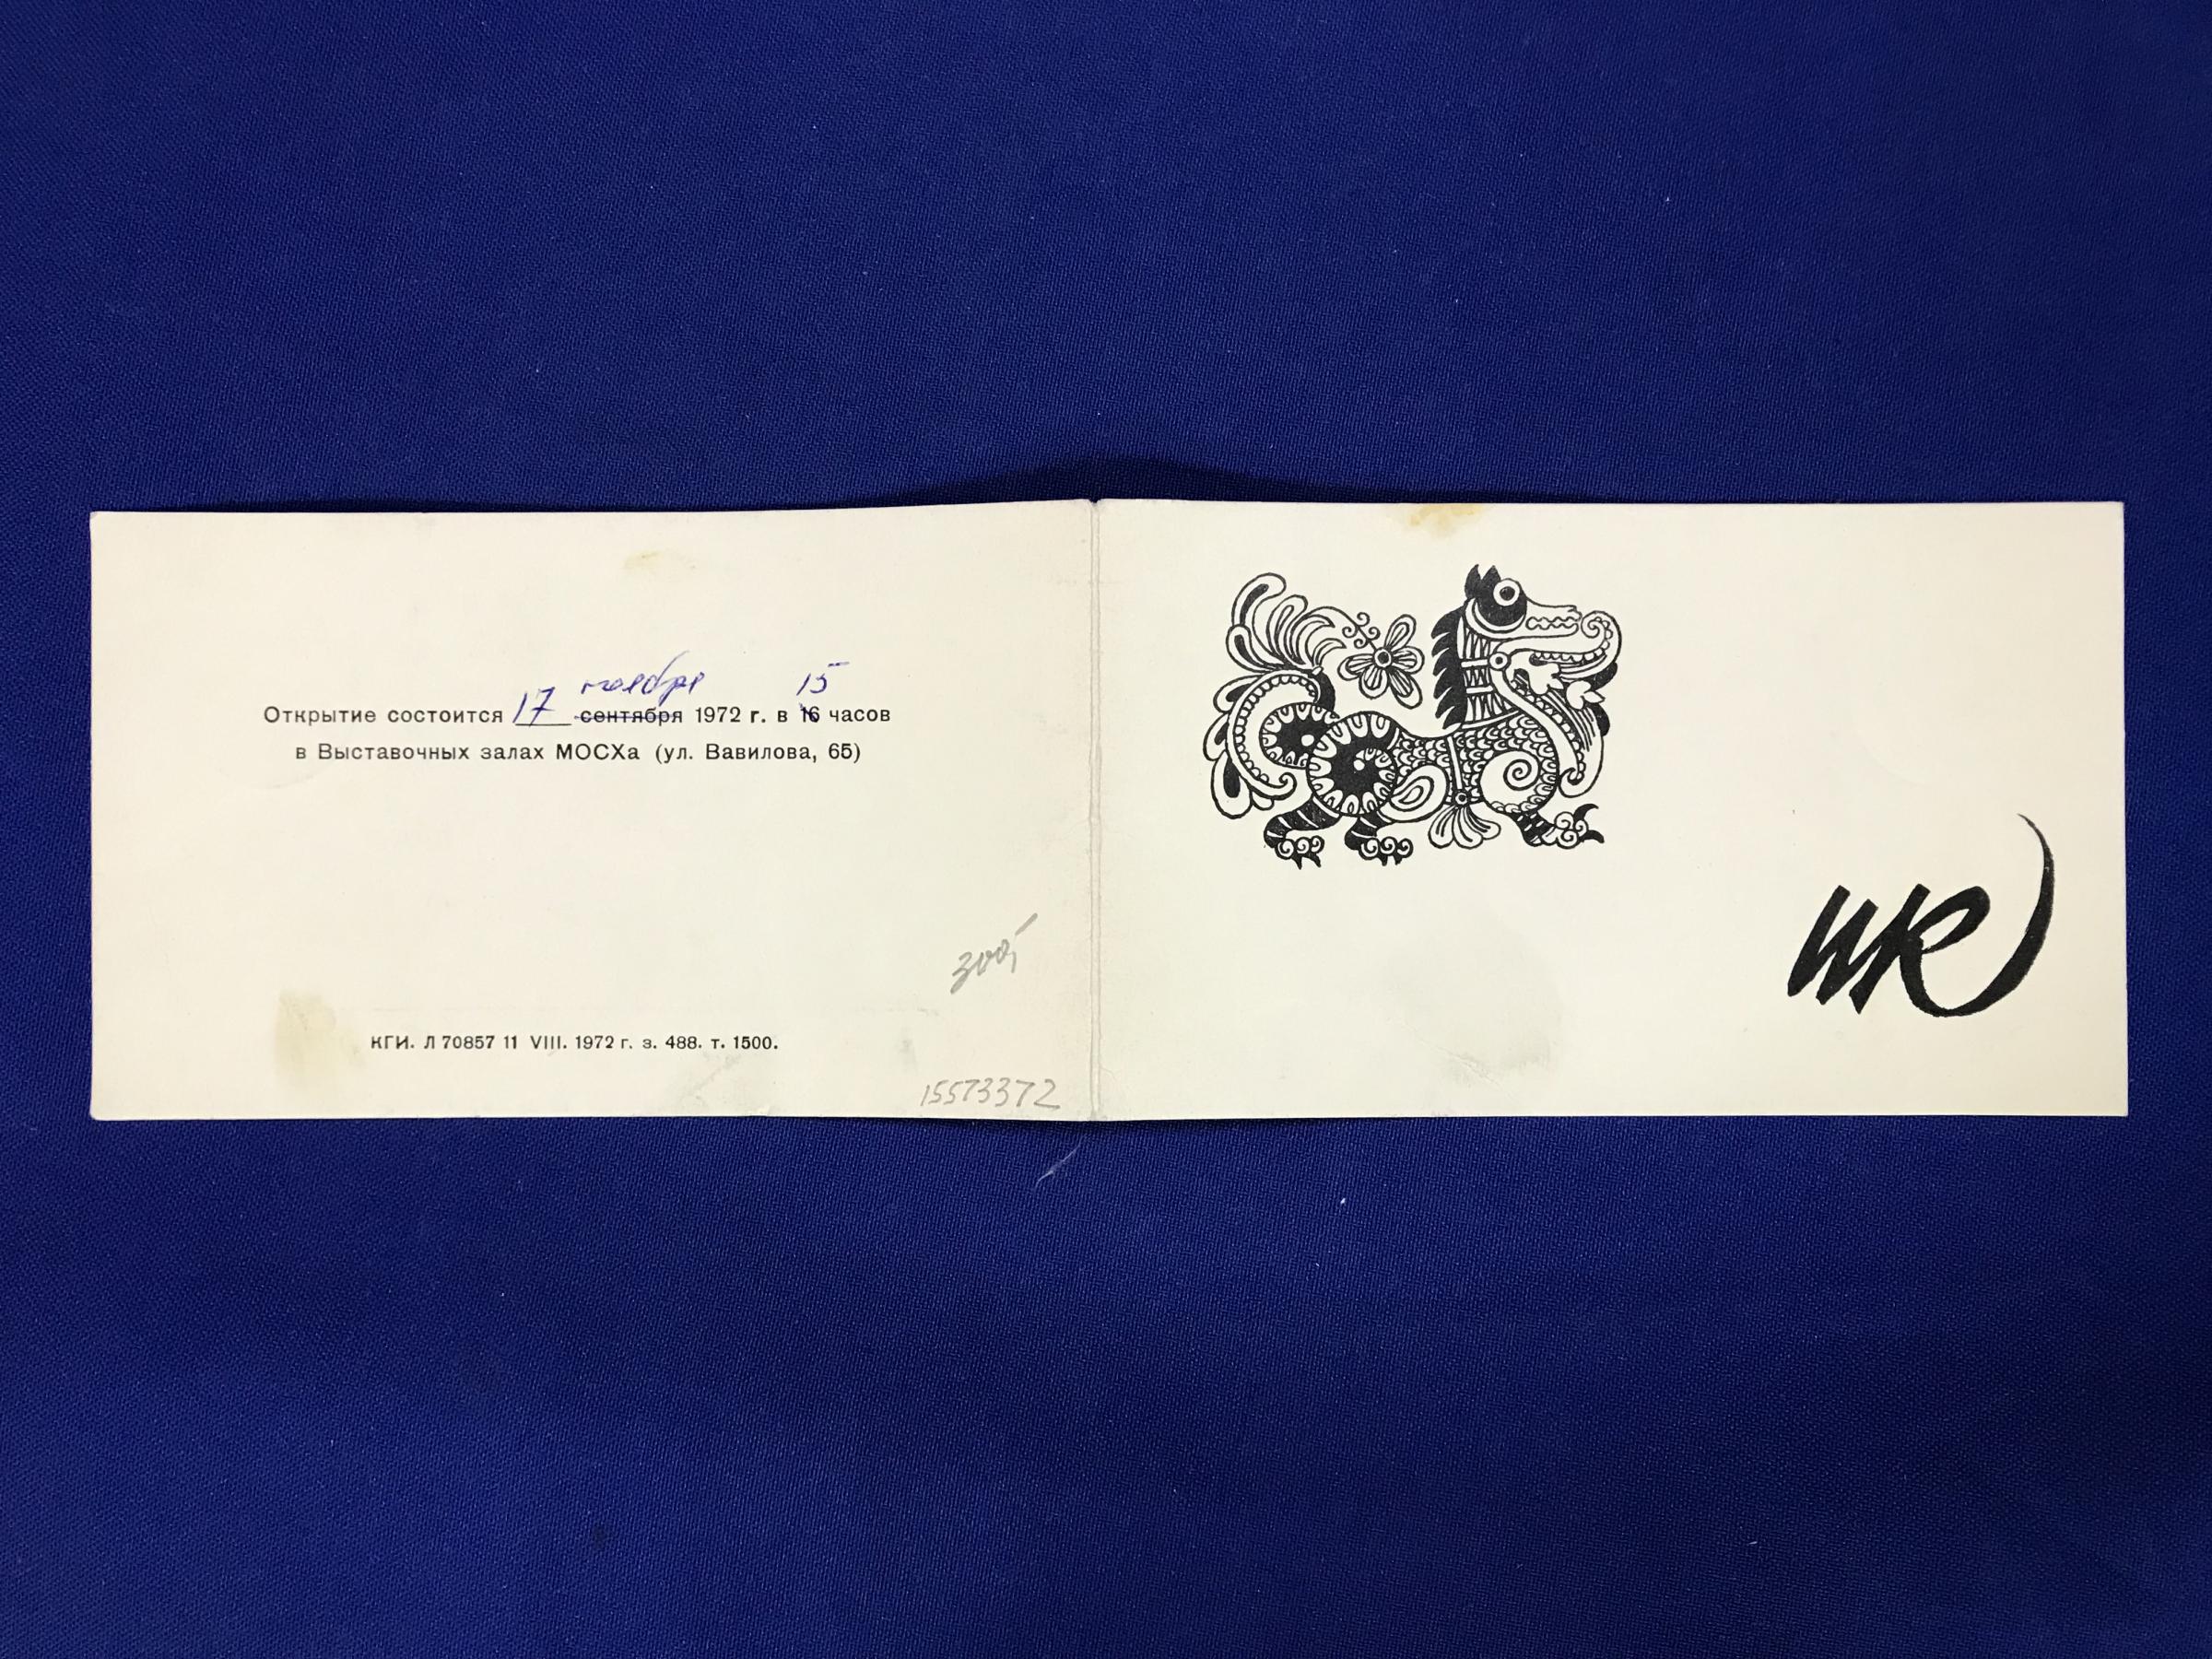 ноября 15
Открытие состоится 17 сентября 1972 г. в 16 часов
в Выставочных залах МОСХа (ул. Вавилова, 65)
КГИ. Л 70857 11 VIII. 1972 г. з. 488. т. 1500.
15573372